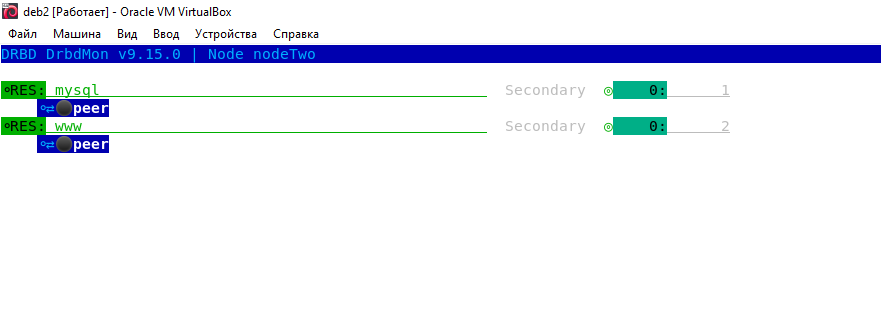 deb2 [Работает] - Oracle VM VirtualBox
Файл Машина Вид Ввод Устройства Справка
DRBD DrbdMon v9.15.0 | Node nodeTwo
RES: mysql Secondary 0: 1
peer
RES: www Secondary 0: 2
peer